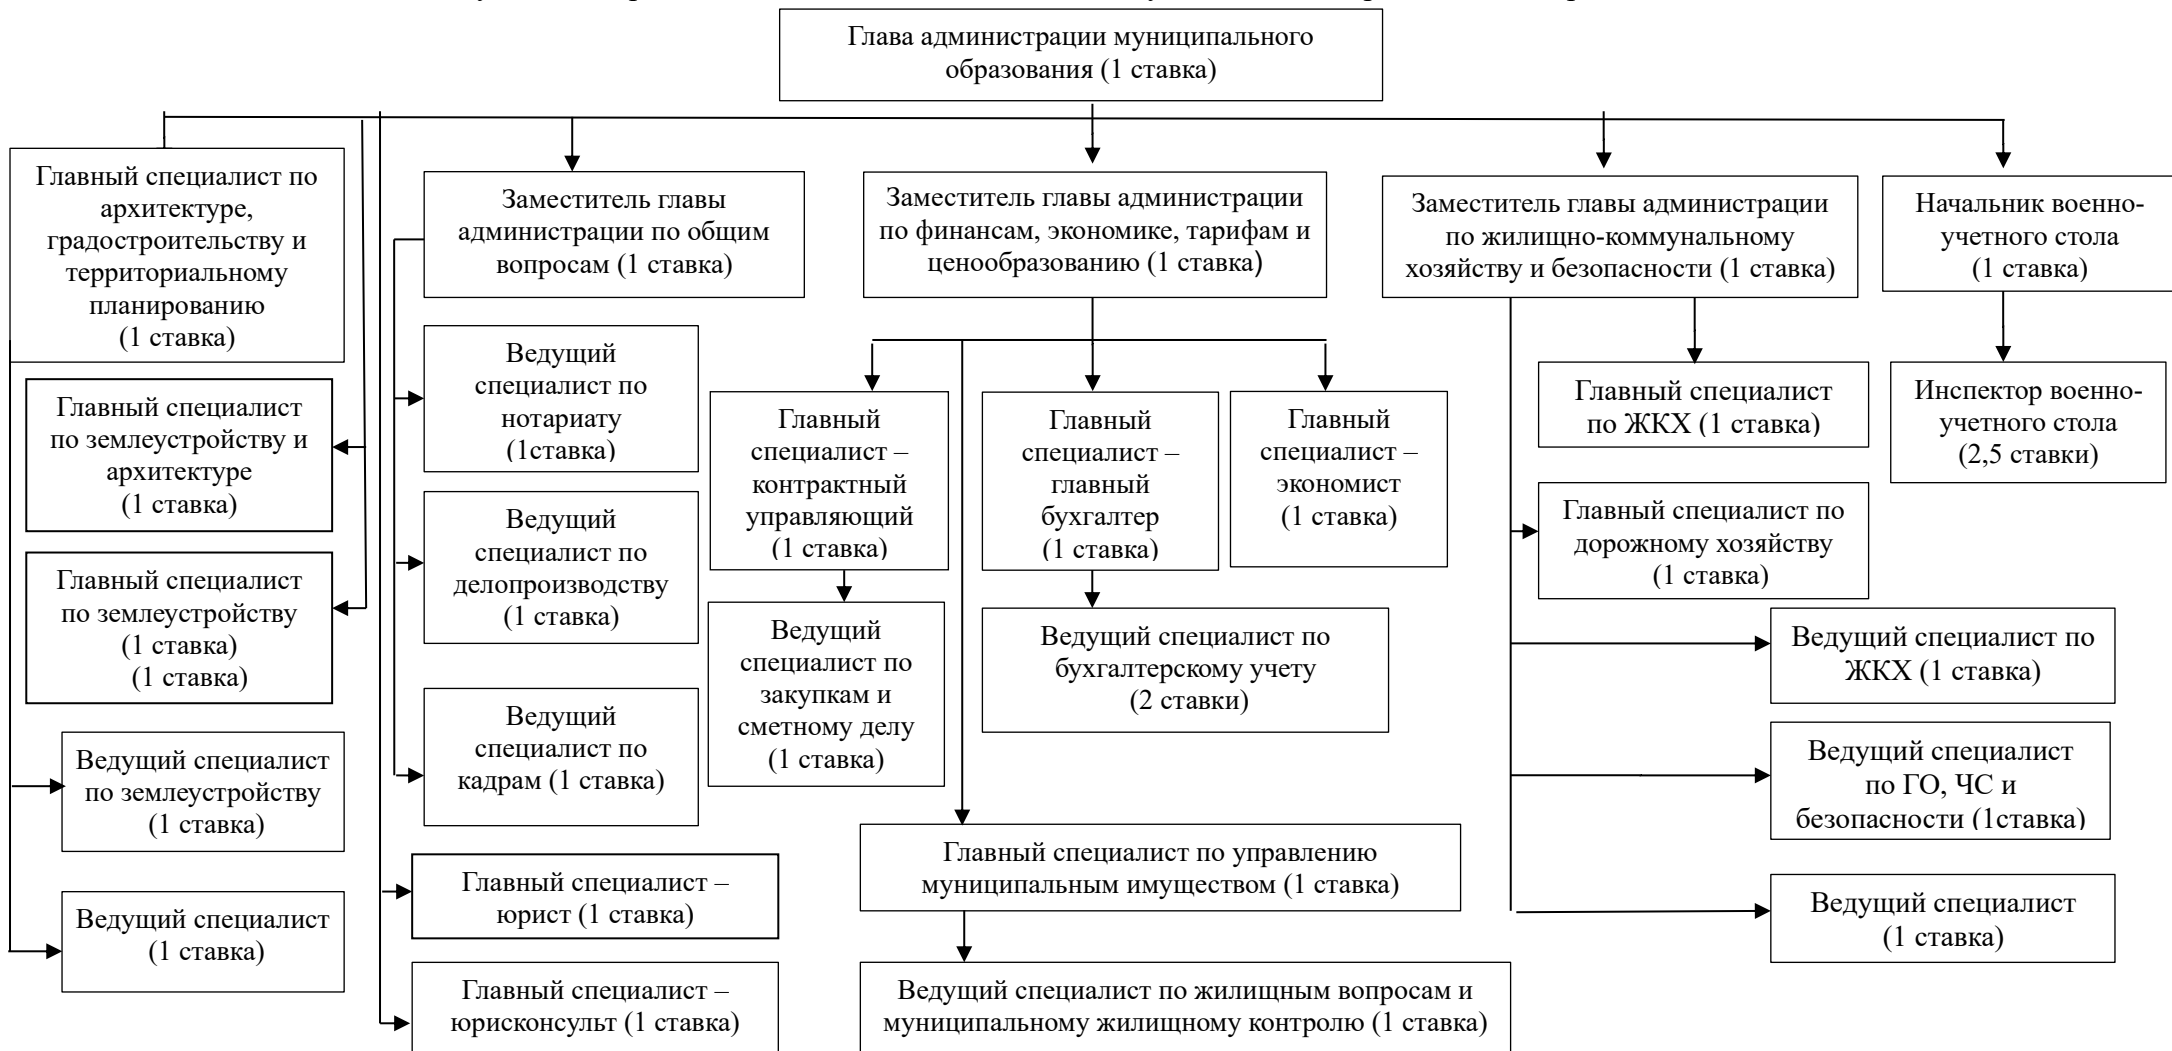 Глава администрации муниципального
образования (1 ставка)
Главный специалист по
архитектуре,
градостроительству и
территориальному
планированию
(1 ставка)
Главный специалист
по землеустройству и
архитектуре
(1 ставка)
Главный специалист
по землеустройству
(1 ставка)
(1 ставка)
Ведущий специалист
по землеустройству
(1 ставка)
Ведущий специалист
(1 ставка)
Заместитель главы
администрации по общим
вопросам (1 ставка)
Ведущий
специалист по
нотариату
(1ставка)
Ведущий
специалист по
делопроизводству
(1 ставка)
Ведущий
специалист по
кадрам (1 ставка)
Главный специалист –
юрист (1 ставка)
Главный специалист –
юрисконсульт (1 ставка)
Заместитель главы администрации
по финансам, экономике, тарифам и
ценообразованию (1 ставка)
Главный
специалист –
контрактный
управляющий
(1 ставка)
Ведущий
специалист по
закупкам и
сметному делу
(1 ставка)
Главный
специалист –
главный
бухгалтер
(1 ставка)
Ведущий специалист по
бухгалтерскому учету
(2 ставки)
Главный
специалист –
экономист
(1 ставка)
Главный специалист по управлению
муниципальным имуществом (1 ставка)
Ведущий специалист по жилищным вопросам и
муниципальному жилищному контролю (1 ставка)
Заместитель главы администрации
по жилищно-коммунальному
хозяйству и безопасности (1 ставка)
Главный специалист
по ЖКХ (1 ставка)
Главный специалист по
дорожному хозяйству
(1 ставка)
Ведущий специалист по
ЖКХ (1 ставка)
Ведущий специалист
по ГО, ЧС и
безопасности (1ставка)
Ведущий специалист
(1 ставка)
Начальник военно-
учетного стола
(1 ставка)
Инспектор военно-
учетного стола
(2,5 ставки)